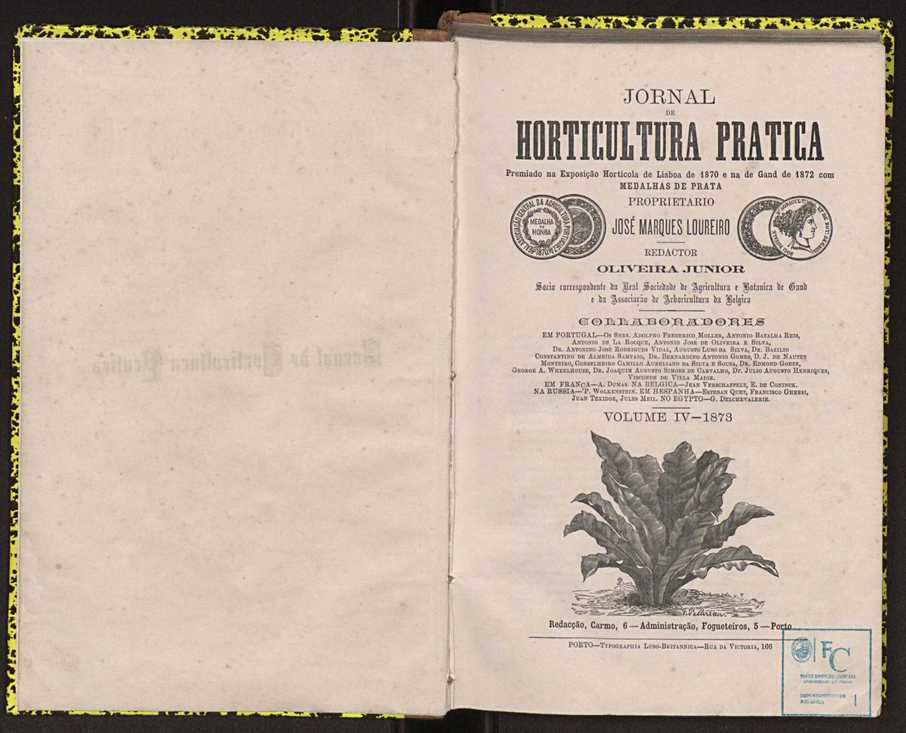 JORNAL
DE
HORTICULTURA PRATICA
Premiado na Exposição Horticola de Lisboa de 1870 e na de Gand de 1872 com
MEDALHAS DE PRATA
PROPRIETARIO
MEDALHA
DE
HONRA
JOSÉ MARQUES LOUREIRO
REDACTOR
OLIVEIRA JUNIOR
Socio correspondente da Real Sociedade de Agricultura e Botanica de Gand
e da Associação de Arboricultura da Belgica
COLLABORADORES
EM PORTUGAL—Os Snrs. Adolpho Frederico Moller, Antonio Batalha Reis,
Antonio de La Rocque, Antonio José de Oliveira e Silva,
Dr. Antonino José Rodrigues Vidal, Augusto Luso da Silva, Dr. Basilio
Constantino de Almeida Sampaio, Dr. Bernardino Antonio Gomes, D. J. de Nautet
Monteiro, Conselheiro Camillo Aureliano da Silva e Sousa, Dr. Edmond Goeze,
George A. Wheelhouse, Dr. Joaquim Augusto Simões de Carvalho, Dr. Julio Augusto Henriques,
Visconde de Villa Maior.
EM FRANÇA—A. Dumas. NA BELGICA—Jean Verschaffelt, E. de Coninck.
NA RUSSIA—P. Wolkenstein. EM HESPANHA—Esteban Quet, Francisco Ghersi,
Juan Texidor, Jules Meil. NO EGYPTO—G. Delchevalerie.
VOLUME IV—1873
Redacção, Carmo, 6—Administração, Fogueteiros, 5—Porto
PORTO—Typographia Luso-Britannica—Rua da Victoria, 166
FC